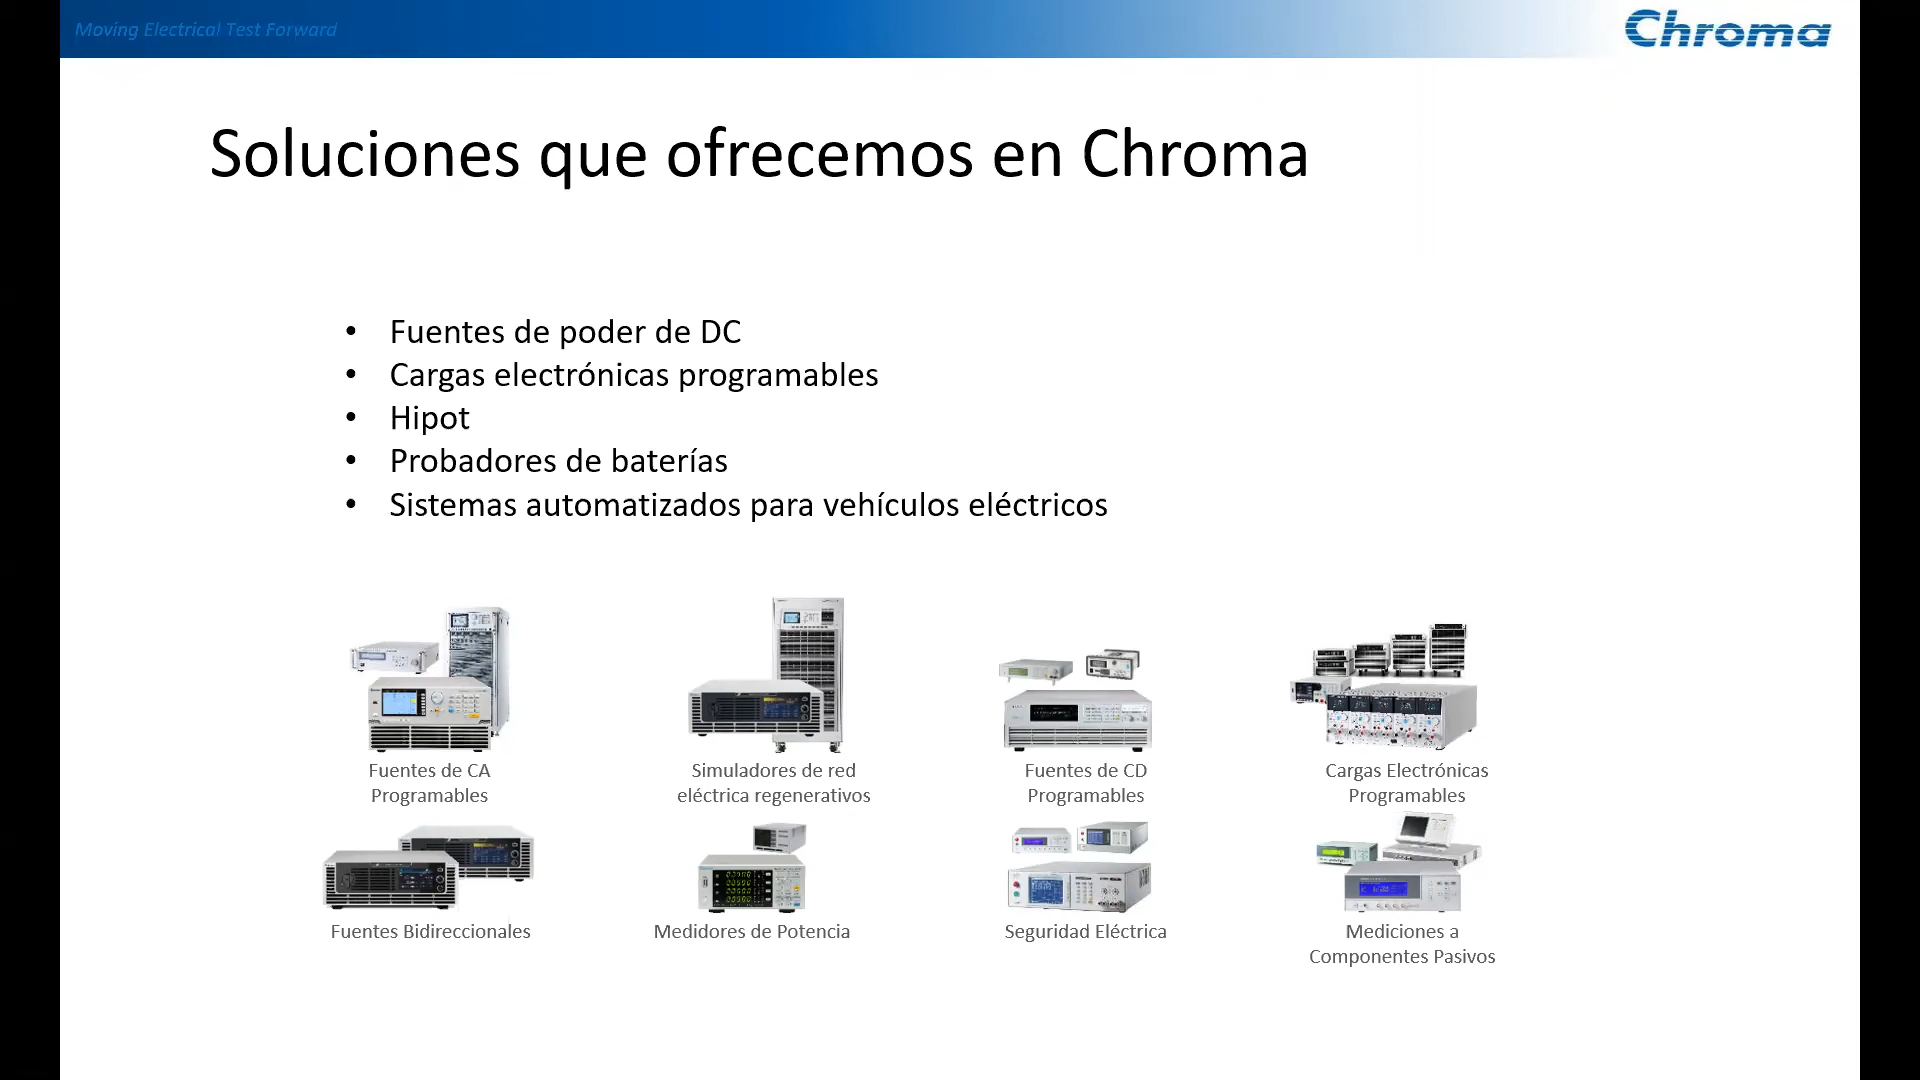 Moving Electrical Test Forward
Chroma
Soluciones que ofrecemos en Chroma
• Fuentes de poder de DC
• Cargas electrónicas programables
• Hipot
• Probadores de baterías
• Sistemas automatizados para vehículos eléctricos
Fuentes de CA
Programables
Simuladores de red
eléctrica regenerativos
Fuentes de CD
Programables
Cargas Electrónicas
Programables
Fuentes Bidireccionales
Medidores de Potencia
Seguridad Eléctrica
Mediciones a
Componentes Pasivos